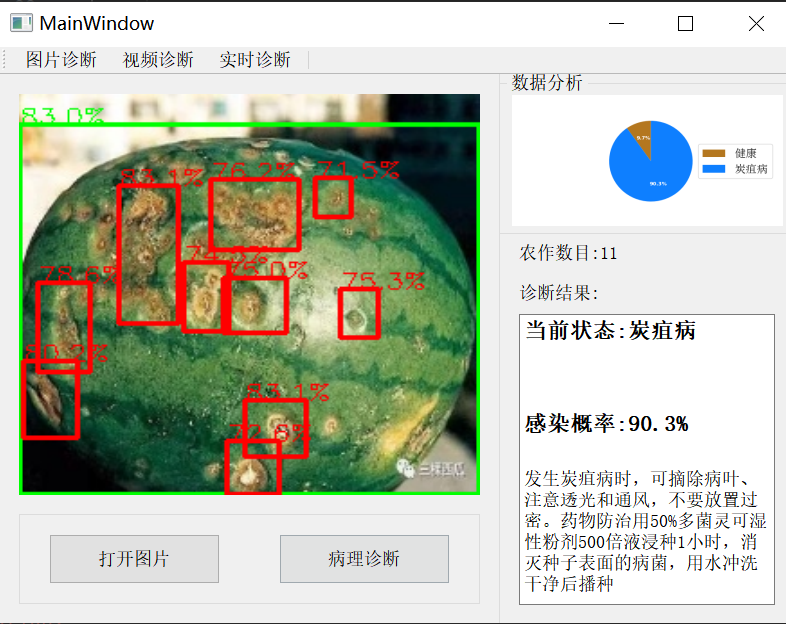 MainWindow
图片诊断 视频诊断 实时诊断
83.0%
83.1%
76.2%
71.5%
75.0%
78.6%
75.3%
83.1%
三棵西瓜
打开图片
病理诊断
数据分析
9.7%
90.3%
健康
炭疽病
农作数目:11
诊断结果:
当前状态:炭疽病
感染概率:90.3%
发生炭疽病时，可摘除病叶、
注意透光和通风，不要放置过
密。药物防治用50%多菌灵可湿
性粉剂500倍液浸种1小时，消
灭种子表面的病菌，用水冲洗
干净后播种